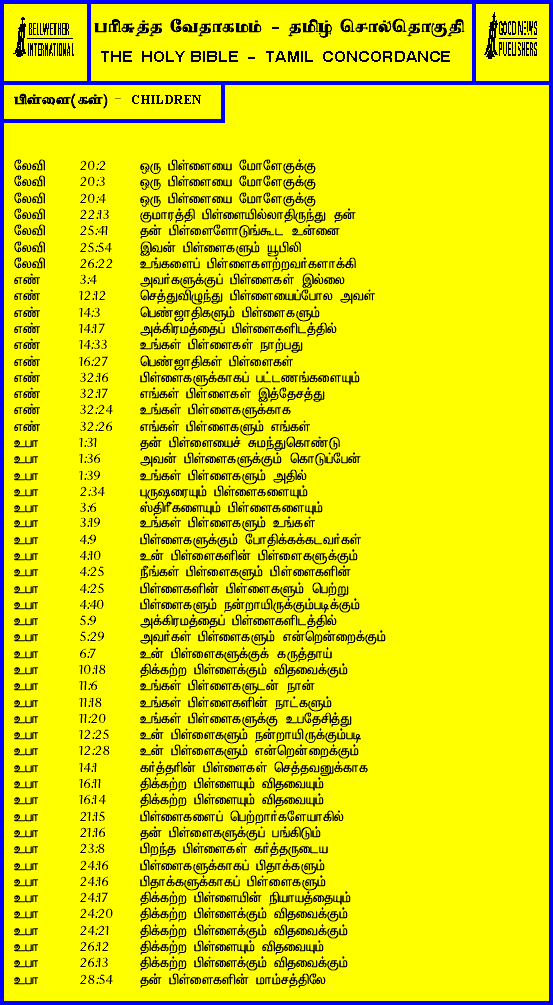 BELLWETHER
INTERNATIONAL
பரிசுத்த வேதாகமம் - தமிழ் சொல்தொகுதி
THE HOLY BIBLE - TAMIL CONCORDANCE
GOOD NEWS
PUBLISHERS
பிள்ளை(கள்) - CHILDREN
லேவி 20:2 ஒரு பிள்ளையை மோளேகுக்கு
லேவி 20:3 ஒரு பிள்ளையை மோளேகுக்கு
லேவி 20:4 ஒரு பிள்ளையை மோளேகுக்கு
லேவி 22:13 குமாரத்தி பிள்ளையில்லாதிருந்து தன்
லேவி 25:41 தன் பிள்ளைளோடுங்கூட உன்னை
லேவி 25:54 இவன் பிள்ளைகளும் யூபிலி
லேவி 26:22 உங்களைப் பிள்ளைகளற்றவர்களாக்கி
எண் 3:4 அவர்களுக்குப் பிள்ளைகள் இல்லை
எண் 12:12 செத்துவிழுந்து பிள்ளையைப்போல அவள்
எண் 14:3 பெண்ஜாதிகளும் பிள்ளைகளும்
எண் 14:17 அக்கிரமத்தைப் பிள்ளைகளிடத்தில்
எண் 14:33 உங்கள் பிள்ளைகள் நாற்பது
எண் 16:27 பெண்ஜாதிகள் பிள்ளைகள்
எண் 32:16 பிள்ளைகளுக்காகப் பட்டணங்களையும்
எண் 32:17 எங்கள் பிள்ளைகள் இத்தேசத்து
எண் 32:24 உங்கள் பிள்ளைகளுக்காக
எண் 32:26 எங்கள் பிள்ளைகளும் எங்கள்
உபா 1:31 தன் பிள்ளையைச் சுமந்துகொண்டு
உபா 1:36 அவன் பிள்ளைகளுக்கும் கொடுப்பேன்
உபா 1:39 உங்கள் பிள்ளைகளும் அதில்
உபா 2:34 புருஷரையும் பிள்ளைகளையும்
உபா 3:6 ஸ்திரீகளையும் பிள்ளைகளையும்
உபா 3:19 உங்கள் பிள்ளைகளும் உங்கள்
உபா 4:9 பிள்ளைகளுக்கும் போதிக்கக்கடவர்கள்
உபா 4:10 உன் பிள்ளைகளின் பிள்ளைகளுக்கும்
உபா 4:25 நீங்கள் பிள்ளைகளும் பிள்ளைகளின்
உபா 4:25 பிள்ளைகளின் பிள்ளைகளும் பெற்று
உபா 4:40 பிள்ளைகளும் நன்றாயிருக்கும்படிக்கும்
உபா 5:9 அக்கிரமத்தைப் பிள்ளைகளிடத்தில்
உபா 5:29 அவர்கள் பிள்ளைகளும் என்றென்றைக்கும்
உபா 6:7 உன் பிள்ளைகளுக்குக் கருத்தாய்
உபா 10:18 திக்கற்ற பிள்ளைக்கும் விதவைக்கும்
உபா 11:6 உங்கள் பிள்ளைகளுடன் நான்
உபா 11:18 உங்கள் பிள்ளைகளின் நாட்களும்
உபா 11:20 உங்கள் பிள்ளைகளுக்கு உபதேசித்து
உபா 12:25 உன் பிள்ளைகளும் நன்றாயிருக்கும்படி
உபா 12:28 உன் பிள்ளைகளும் என்றென்றைக்கும்
உபா 14:1 கர்த்தரின் பிள்ளைகள் செத்தவனுக்காக
உபா 16:11 திக்கற்ற பிள்ளையும் விதவையும்
உபா 16:14 திக்கற்ற பிள்ளையும் விதவையும்
உபா 21:15 பிள்ளைகளைப் பெற்றார்களேயாகில்
உபா 21:16 தன் பிள்ளைகளுக்குப் பங்கிடும்
உபா 23:8 பிறந்த பிள்ளைகள் கர்த்தருடைய
உபா 24:16 பிள்ளைகளுக்காகப் பிதாக்களும்
உபா 24:16 பிதாக்களுக்காகப் பிள்ளைகளும்
உபா 24:17 திக்கற்ற பிள்ளையின் நியாயத்தையும்
உபா 24:20 திக்கற்ற பிள்ளைக்கும் விதவைக்கும்
உபா 24:21 திக்கற்ற பிள்ளைக்கும் விதவைக்கும்
உபா 26:12 திக்கற்ற பிள்ளையும் விதவையும்
உபா 26:13 திக்கற்ற பிள்ளைக்கும் விதவைக்கும்
உபா 28:54 தன் பிள்ளைகளின் மாம்சத்திலே